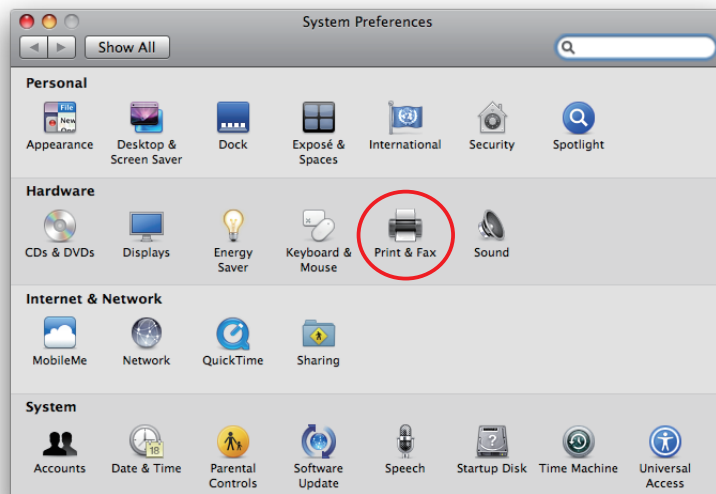 System Preferences
Show All
Personal
Appearance
Desktop &
Screen Saver
Dock
Exposé &
Spaces
International
Security
Spotlight
Hardware
CDs & DVDs
Displays
Energy
Saver
Keyboard &
Mouse
Print & Fax
Sound
Internet & Network
MobileMe
Network
QuickTime
Sharing
System
Accounts
Date & Time
Parental
Controls
Software
Update
Speech
Startup Disk
Time Machine
Universal
Access
File
New
18
?